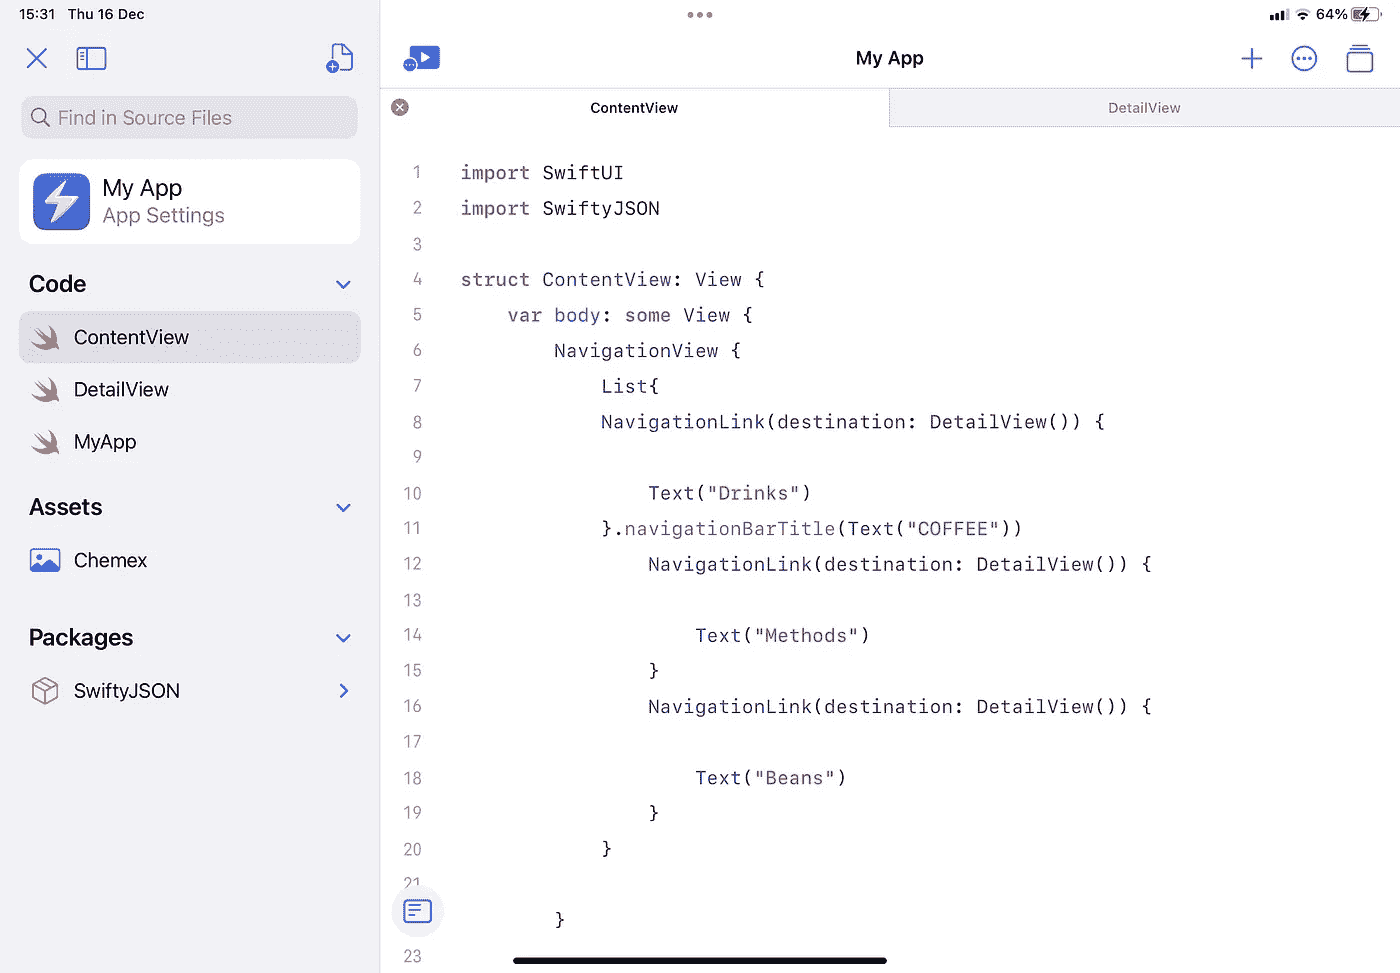 15:31 Thu 16 Dec
64%
Find in Source Files
My App
App Settings
Code
ContentView
DetailView
MyApp
Assets
Chemex
Packages
SwiftyJSON
My App
ContentView
DetailView
1 import SwiftUI
2 import SwiftyJSON
3
4 struct ContentView: View {
5 var body: some View {
6 NavigationView {
7 List{
8 NavigationLink(destination: DetailView()) {
9
10 Text("Drinks")
11 }.navigationBarTitle(Text("COFFEE"))
12 NavigationLink(destination: DetailView()) {
13
14 Text("Methods")
15 }
16 NavigationLink(destination: DetailView()) {
17
18 Text("Beans")
19 }
20 }
21
}
23